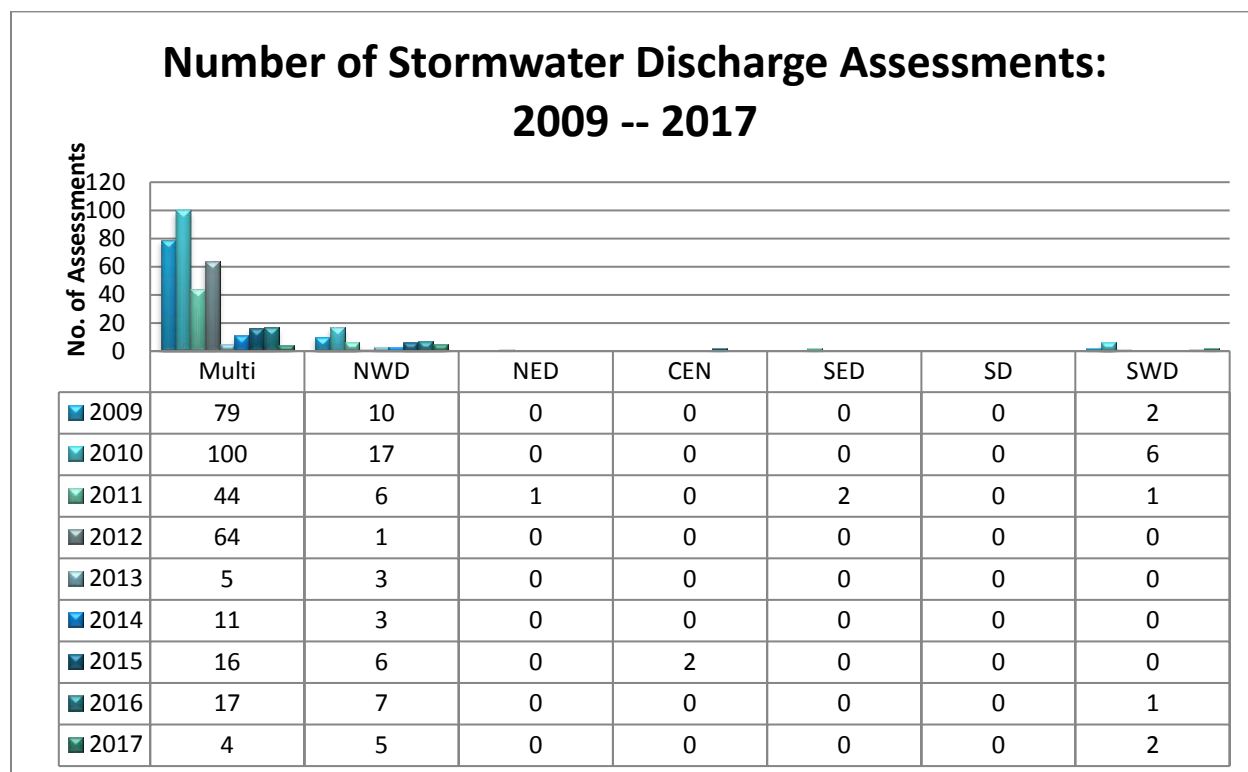 Number of Stormwater Discharge Assessments:
2009 -- 2017
No. of Assessments
120
100
80
60
40
20
0
Multi NWD NED CEN SED SD SWD
2009 79 10 0 0 0 0 2
2010 100 17 0 0 0 0 6
2011 44 6 1 0 2 0 1
2012 64 1 0 0 0 0 0
2013 5 3 0 0 0 0 0
2014 11 3 0 0 0 0 0
2015 16 6 0 2 0 0 0
2016 17 7 0 0 0 0 1
2017 4 5 0 0 0 0 2